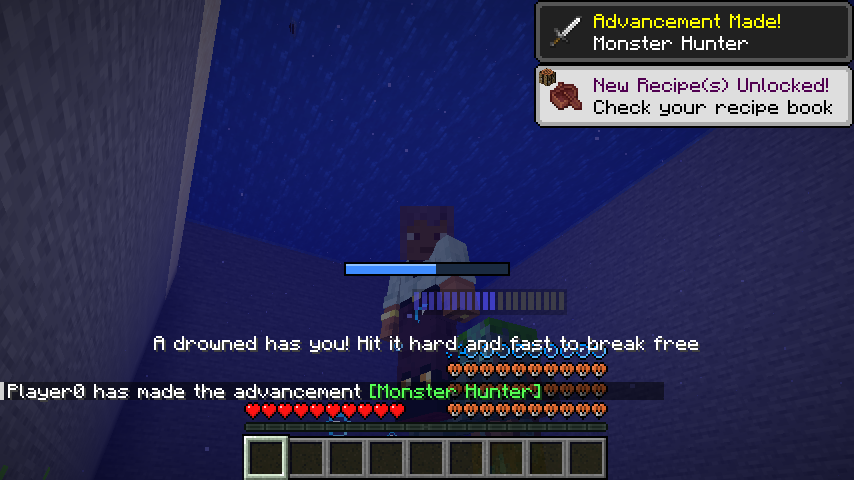 Advancement Made!
Monster Hunter
New Recipe(s) Unlocked!
Check your recipe book
A drowned has you! Hit it hard and fast to break free
Player0 has made the advancement [Monster Hunter]